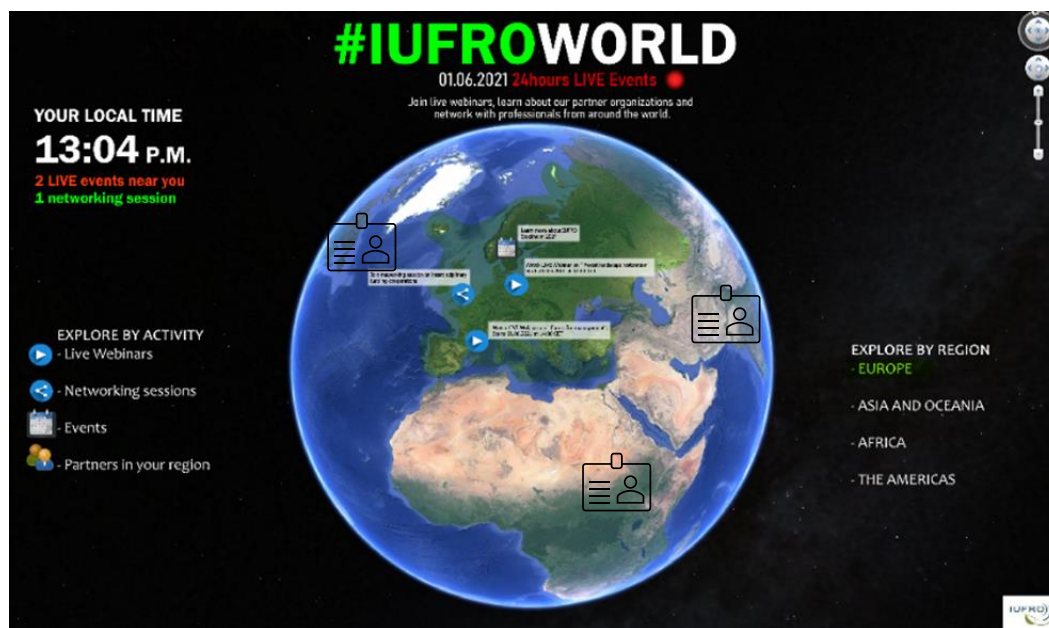 #IUFROWORLD
01.06.2021 24hours LIVE Events
Join live webinars, learn about our partner organizations and
network with professionals from around the world.
YOUR LOCAL TIME
13:04 P.M.
2 LIVE events near you
1 networking session
EXPLORE BY ACTIVITY
- Live Webinars
- Networking sessions
- Events
- Partners in your region
EXPLORE BY REGION
- EUROPE
- ASIA AND OCEANIA
- AFRICA
- THE AMERICAS
IUFRO